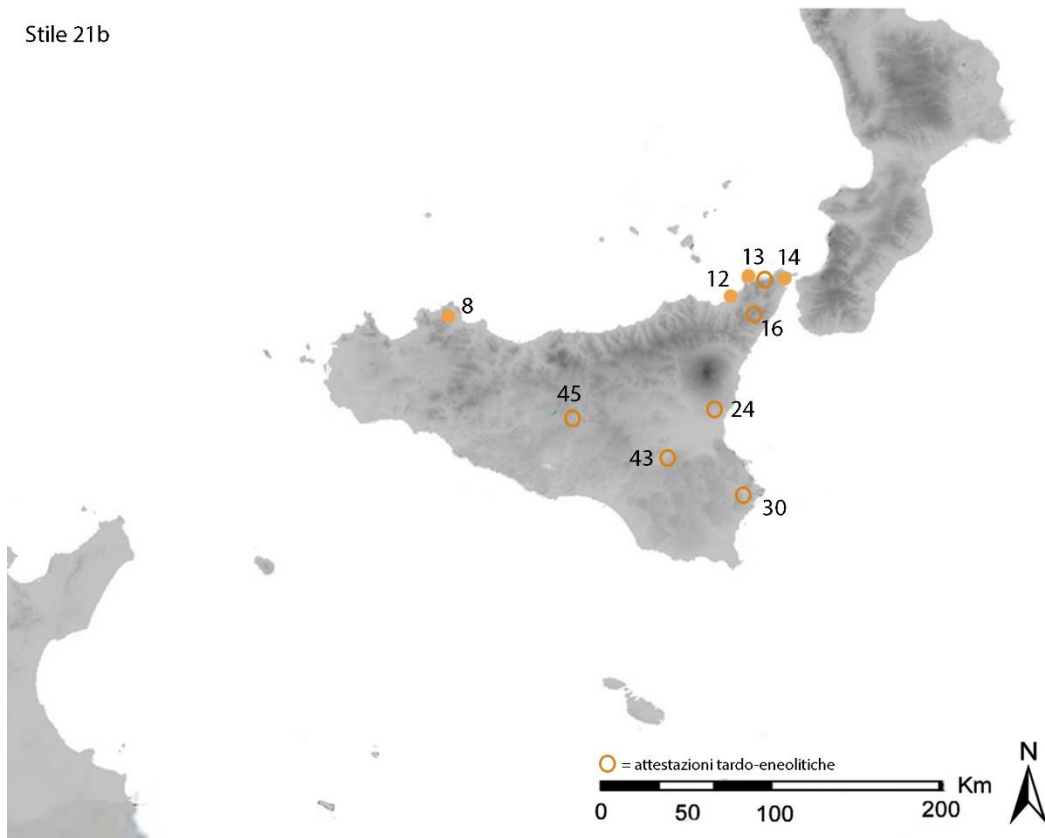 Stile 21b
13
14
12
8
16
45
24
43
30
N
= attestazioni tardo-eneolitiche
Km
0 50 100 200